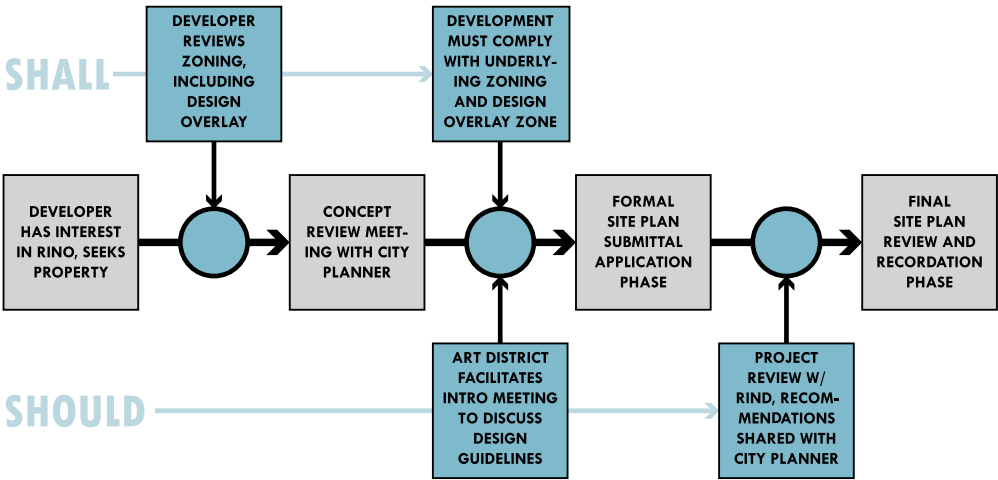 SHALL
DEVELOPER
REVIEWS
ZONING,
INCLUDING
DESIGN
OVERLAY
DEVELOPMENT
MUST COMPLY
WITH UNDERLY-
ING ZONING
AND DESIGN
OVERLAY ZONE
DEVELOPER
HAS INTEREST
IN RINO, SEEKS
PROPERTY
CONCEPT
REVIEW MEET-
ING WITH CITY
PLANNER
FORMAL
SITE PLAN
SUBMITTAL
APPLICATION
PHASE
FINAL
SITE PLAN
REVIEW AND
RECORDATION
PHASE
SHOULD
ART DISTRICT
FACILITATES
INTRO MEETING
TO DISCUSS
DESIGN
GUIDELINES
PROJECT
REVIEW W/
RIND, RECOM-
MENDATIONS
SHARED WITH
CITY PLANNER